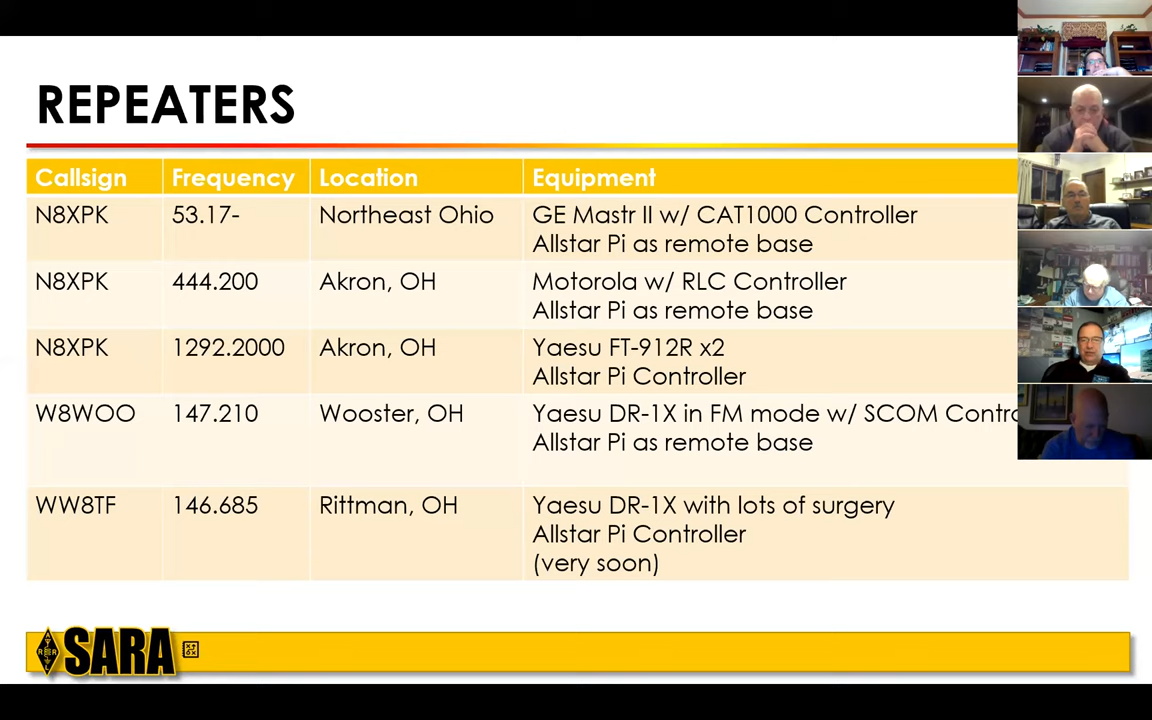 REPEATERS
Callsign Frequency Location Equipment
N8XPK 53.17- Northeast Ohio GE Mastr II w/ CAT1000 Controller
Allstar Pi as remote base
N8XPK 444.200 Akron, OH Motorola w/ RLC Controller
Allstar Pi as remote base
N8XPK 1292.2000 Akron, OH Yaesu FT-912R x2
Allstar Pi Controller
W8WOO 147.210 Wooster, OH Yaesu DR-1X in FM mode w/ SCOM Contro
Allstar Pi as remote base
WW8TF 146.685 Rittman, OH Yaesu DR-1X with lots of surgery
Allstar Pi Controller
(very soon)
SARA